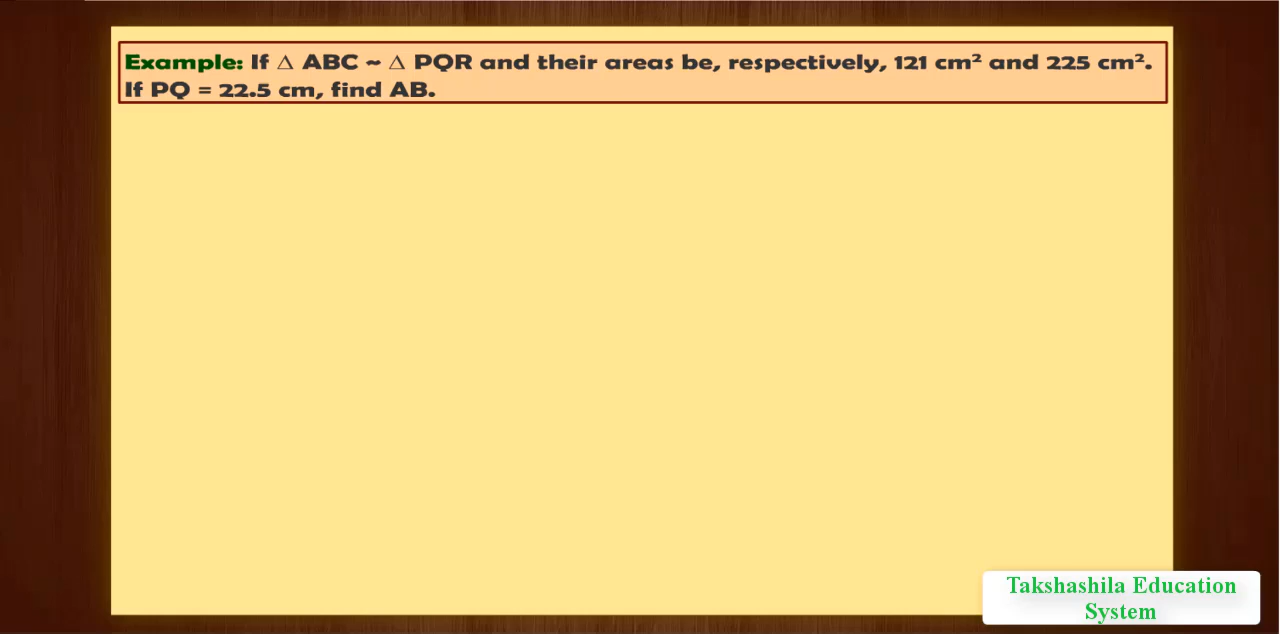 Example: If Δ ABC ~ Δ PQR and their areas be, respectively, 121 cm² and 225 cm².
If PQ = 22.5 cm, find AB.
Takshashila Education
System